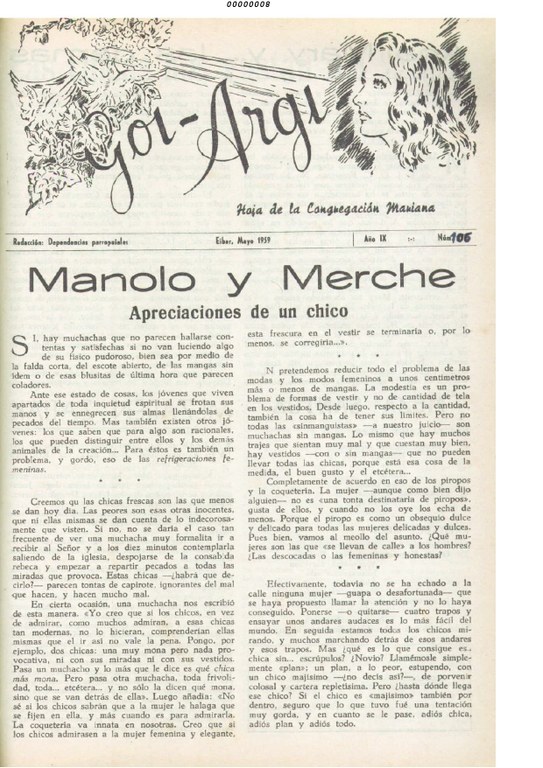 00000008
Goi-Argi
Hoja de la Congregación Mariana
Redacción: Dependencias parroquiales
Eibar, Mayo 1959
Año IX
Núm. 106
Manolo y Merche
Apreciaciones de un chico
SI, hay muchachas que no parecen hallarse con-
tentas y satisfechas si no van luciendo algo
de su físico pudoroso, bien sea por medio de
la falda corta, del escote abierto, de las mangas sin
idem o de esas blusitas de última hora que parecen
coladores.
Ante ese estado de cosas, los jóvenes que viven
apartados de toda inquietud espiritual se frotan sus
manos y se ennegrecen sus almas llenándolas de
pecados del tiempo. Mas también existen otros jó-
venes: los que saben que para algo son racionales,
los que pueden distinguir entre ellos y los demás
animales de la creación... Para éstos es también un
problema, y gordo, eso de las refrigeraciones fe-
meninas.
* * *
Creemos qu las chicas frescas son las que menos
se dan hoy día. Las peores son esas otras inocentes,
que ni ellas mismas se dan cuenta de lo indecorosa-
mente que visten. Si no, no se daría el caso tan
frecuente de ver una muchacha muy formalita ir a
recibir al Señor y a los diez minutos contemplarla
saliendo de la iglesia, despojarse de la consabida
rebeca y empezar a repartir pecados a todas las
miradas que provoca. Estas chicas —¿habrá que de-
cirlo?— parecen tontas de capirote, ignorantes del mal
que hacen, y hacen mucho mal.
En cierta ocasión, una muchacha nos escribió
de esta manera. «Yo creo que si los chicos, en vez
de admirar, como muchos admiran, a esas chicas
tan modernas, no lo hicieran, comprenderían ellas
mismas que el ir así no vale la pena. Pongo, por
ejemplo, dos chicas: una muy mona pero nada pro-
vocativa, ni con sus miradas ni con sus vestidos.
Pasa un muchacho y lo más que le dice es qué chica
más mona. Pero pasa otra muchacha, toda frivoli-
dad, toda... etcétera... y no sólo la dicen qué mona,
sino que se van detrás de ella». Luego añadía: «No
sé si los chicos sabrán que a la mujer le halaga que
se fijen en ella, y más cuando es para admirarla.
La coquetería va innata en nosotras. Creo que si
los chicos admirasen a la mujer femenina y elegante,
esta frescura en el vestir se terminaría o, por lo
menos, se corregiría...».
* * *
N pretendemos reducir todo el problema de las
modas y los modos femeninos a unos centímetros
más o menos de mangas. La modestia es un pro-
blema de formas de vestir y no de cantidad de tela
en los vestidos. Desde luego, respecto a la cantidad,
también la cosa ha de tener sus límites. Pero no
todas las «sinmanguistas» —a nuestro juicio— son
muchachas sin mangas. Lo mismo que hay muchos
trajes que sientan muy mal y que cuestan muy bien,
hay vestidos —con o sin mangas— que no pueden
llevar todas las chicas, porque está esa cosa de la
medida, el buen gusto y el etcétera...
Completamente de acuerdo en eso de los piropos
y la coquetería. La mujer —aunque como bien dijo
alguien— no es «una tonta destinataria de piropos»,
gusta de ellos, y cuando no los oye los echa de
menos. Porque el piropo es como un obsequio dulce
y delicado para todas las mujeres delicadas y dulces.
Pues bien, vamos al meollo del asunto. ¿Qué mu-
jeres son las que «se llevan de calle» a los hombres?
¿Las descocadas o las femeninas y honestas?
* * *
Efectivamente, todavía no se ha echado a la
calle ninguna mujer —guapa o desafortunada— que
se haya propuesto llamar la atención y no lo haya
conseguido. Ponerse —o quitarse— cuatro trapos y
ensayar unos andares audaces es lo más fácil del
mundo. En seguida estamos todos los chicos mi-
rando, y muchos marchando detrás de esos andares
y esos trapos. Mas ¿qué es lo que consigue es.
chica sin... escrúpulos? ¿Novio? Llamémosle simple-
mente «plan»: un plan, a lo peor, estupendo, con
un chico majísimo —¿no decís así?—, de porvenir
colosal y cartera repletísima. Pero ¿hasta dónde llega
ese chico? Si el chico es «majísimo» también por
dentro, seguro que lo que tuvo fué una tentación
muy gorda, y en cuanto se le pase, adiós chica,
adiós plan y adiós todo.